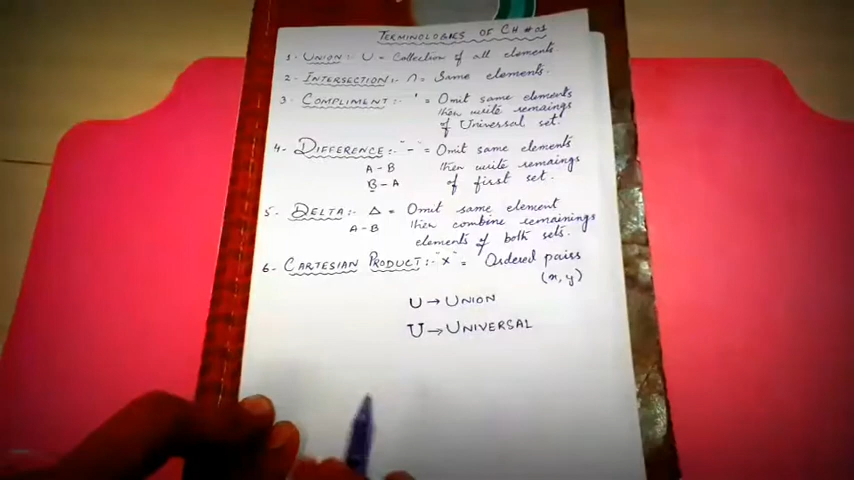 TERMINOLOGIES OF CH # 01
1- UNION:- U = Collection of all elements
2- INTERSECTION:- ∩ = Same elements.
3- COMPLIMENT:- ' = Omit same elements
then write remainings
of Universal set.
4- DIFFERENCE:- "-" = Omit same elements
A-B then write remainings
B-A of first set.
5- DELTA:- △ = Omit same element
A-B then combine remainings
elements of both sets.
6- CARTESIAN PRODUCT:- "x" = Ordered pairs
(x,y)
U → UNION
U → UNIVERSAL